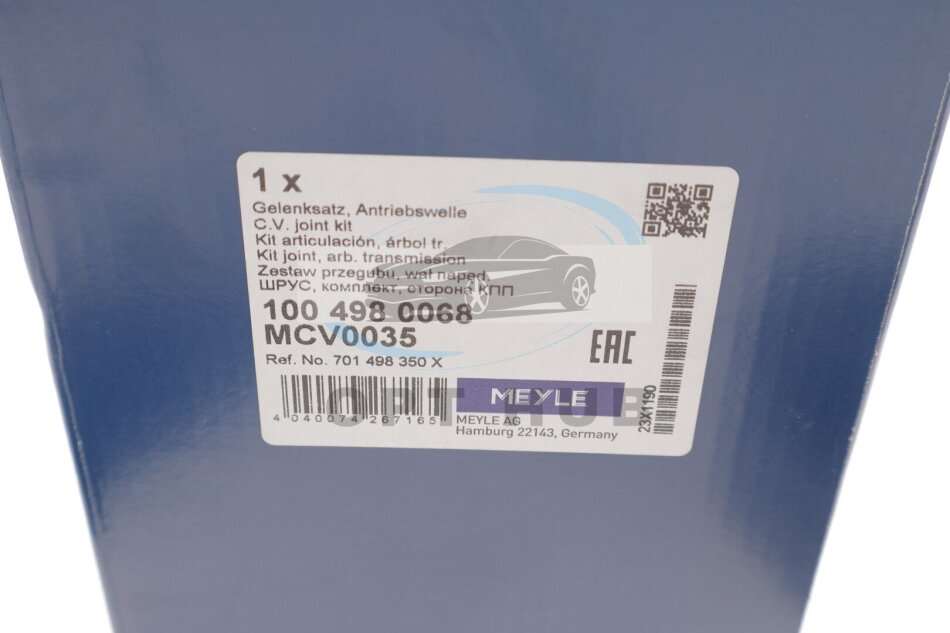 1 x
Gelenksatz, Antriebswelle
C.V. joint kit
Kit articulación, árbol tr.
Kit joint, arb. transmission
Zestaw przegubu, wał napęd.
ШРУС, комплект, сторона КПП
100 498 0068
MCV0035
Ref. No. 701 498 350 X
EAC
MEYLE
4 040074 267165
MEYLE AG
Hamburg 22143, Germany
23X1190
OPT HUB